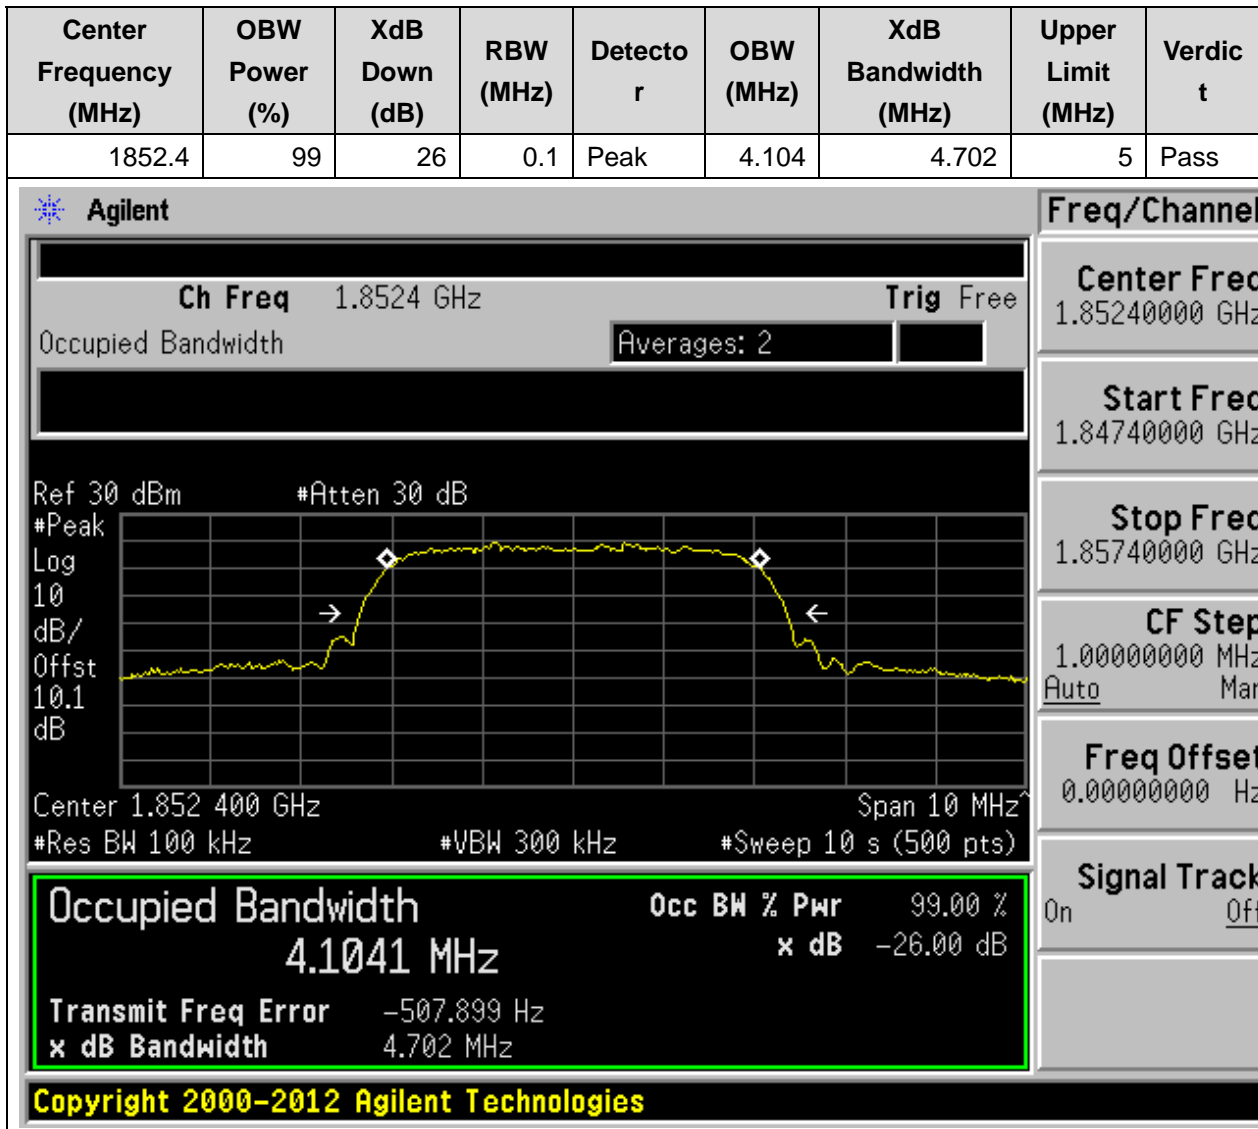 Center Frequency (MHz) OBW Power (%) XdB Down (dB) RBW (MHz) Detector OBW (MHz) XdB Bandwidth (MHz) Upper Limit (MHz) Verdict
1852.4 99 26 0.1 Peak 4.104 4.702 5 Pass
Agilent
Freq/Channel
Ch Freq 1.8524 GHz Trig Free
Occupied Bandwidth Averages: 2
Center Freq
1.85240000 GHz
Start Freq
1.84740000 GHz
Stop Freq
1.85740000 GHz
CF Step
1.00000000 MHz
Auto Man
Freq Offset
0.00000000 Hz
Signal Track
On Off
Ref 30 dBm #Atten 30 dB
#Peak
Log
10
dB/
Offst
10.1
dB
Center 1.852 400 GHz Span 10 MHz^
#Res BW 100 kHz #VBW 300 kHz #Sweep 10 s (500 pts)
Occupied Bandwidth
4.1041 MHz
Occ BW % Pwr 99.00 %
x dB -26.00 dB
Transmit Freq Error -507.899 Hz
x dB Bandwidth 4.702 MHz
Copyright 2000-2012 Agilent Technologies